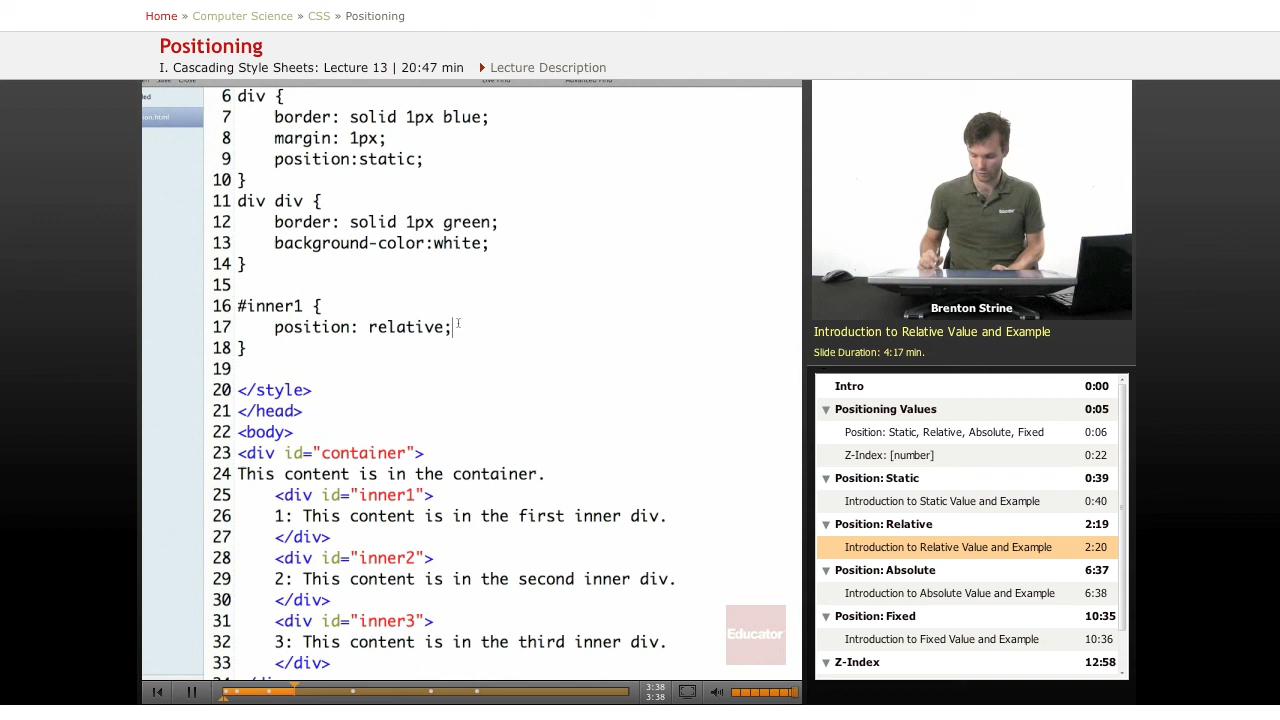 Home » Computer Science » CSS » Positioning
Positioning
I. Cascading Style Sheets: Lecture 13 | 20:47 min Lecture Description
6 div {
7 border: solid 1px blue;
8 margin: 1px;
9 position:static;
10 }
11 div div {
12 border: solid 1px green;
13 background-color:white;
14 }
15
16 #inner1 {
17 position: relative;
18 }
19
20 </style>
21 </head>
22 <body>
23 <div id="container">
24 This content is in the container.
25 <div id="inner1">
26 1: This content is in the first inner div.
27 </div>
28 <div id="inner2">
29 2: This content is in the second inner div.
30 </div>
31 <div id="inner3">
32 3: This content is in the third inner div.
33 </div>
Educator
3:38
3:38
Brenton Strine
Introduction to Relative Value and Example
Slide Duration: 4:17 min.
Intro 0:00
Positioning Values 0:05
Position: Static, Relative, Absolute, Fixed 0:06
Z-Index: [number] 0:22
Position: Static 0:39
Introduction to Static Value and Example 0:40
Position: Relative 2:19
Introduction to Relative Value and Example 2:20
Position: Absolute 6:37
Introduction to Absolute Value and Example 6:38
Position: Fixed 10:35
Introduction to Fixed Value and Example 10:36
Z-Index 12:58